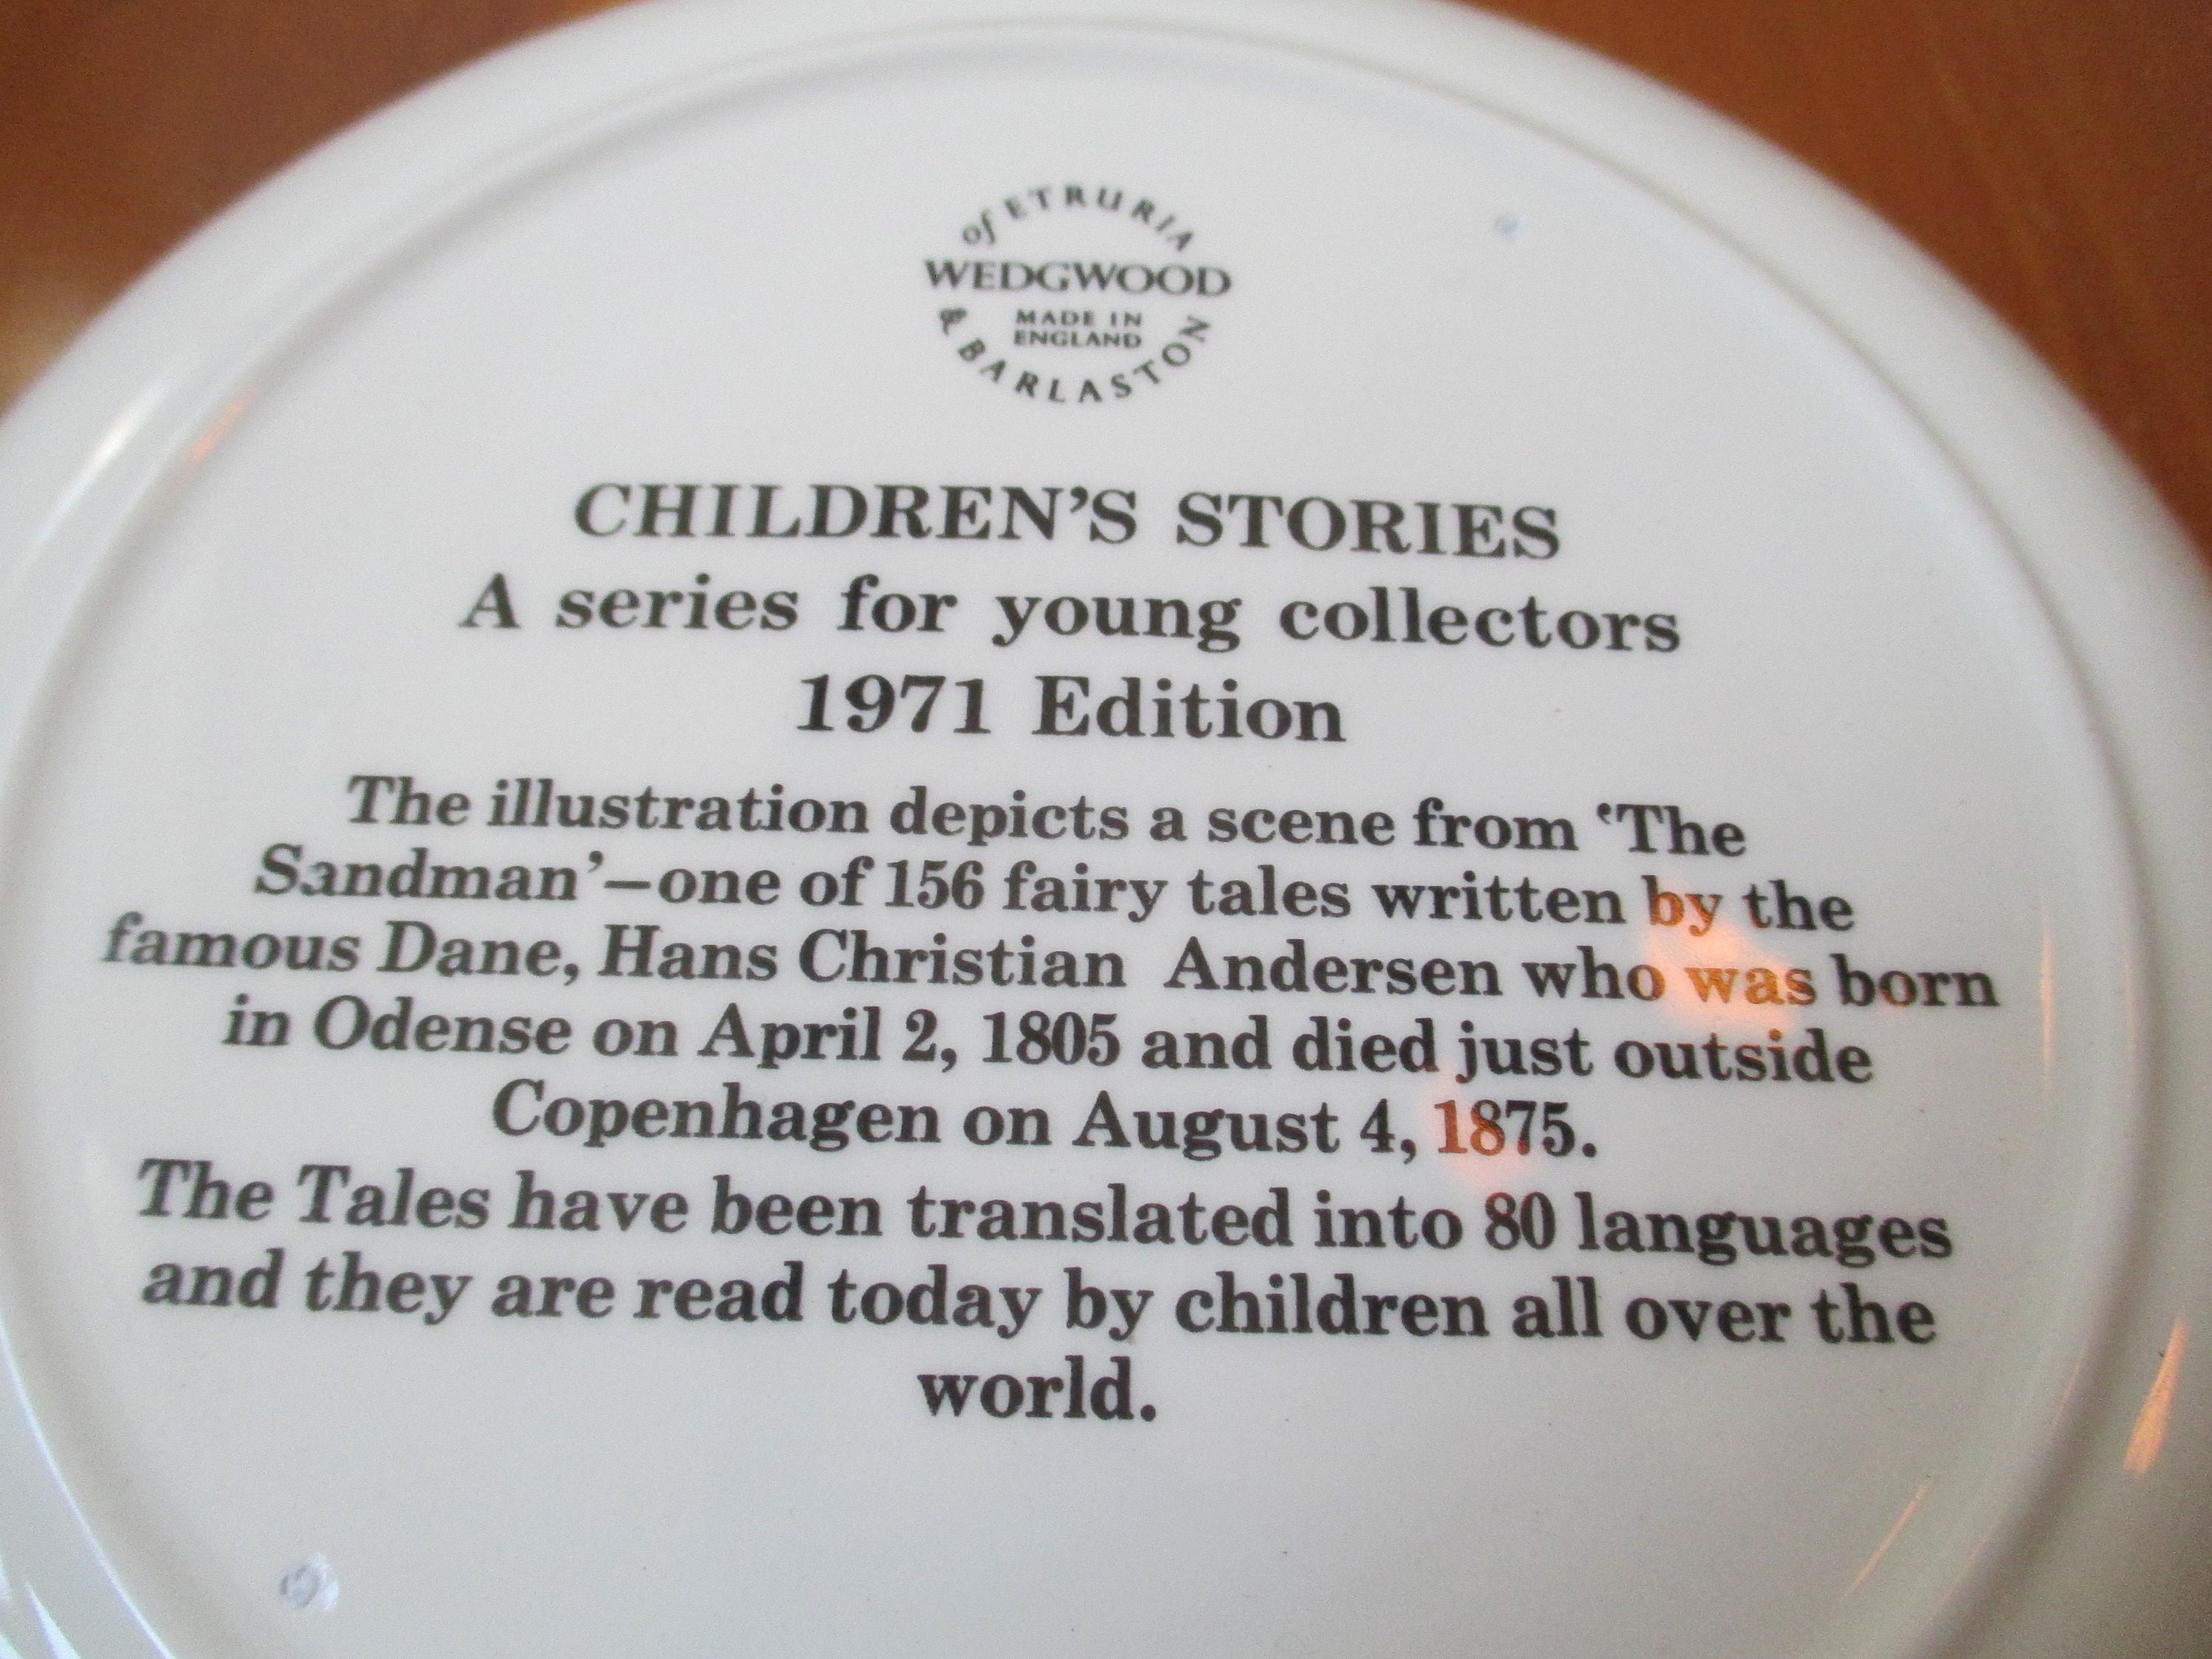 of ETRURIA
WEDGWOOD
MADE IN
ENGLAND
& BARLASTON
CHILDREN'S STORIES
A series for young collectors
1971 Edition
The illustration depicts a scene from ‘The
Sandman’—one of 156 fairy tales written by the
famous Dane, Hans Christian Andersen who was born
in Odense on April 2, 1805 and died just outside
Copenhagen on August 4, 1875.
The Tales have been translated into 80 languages
and they are read today by children all over the
world.